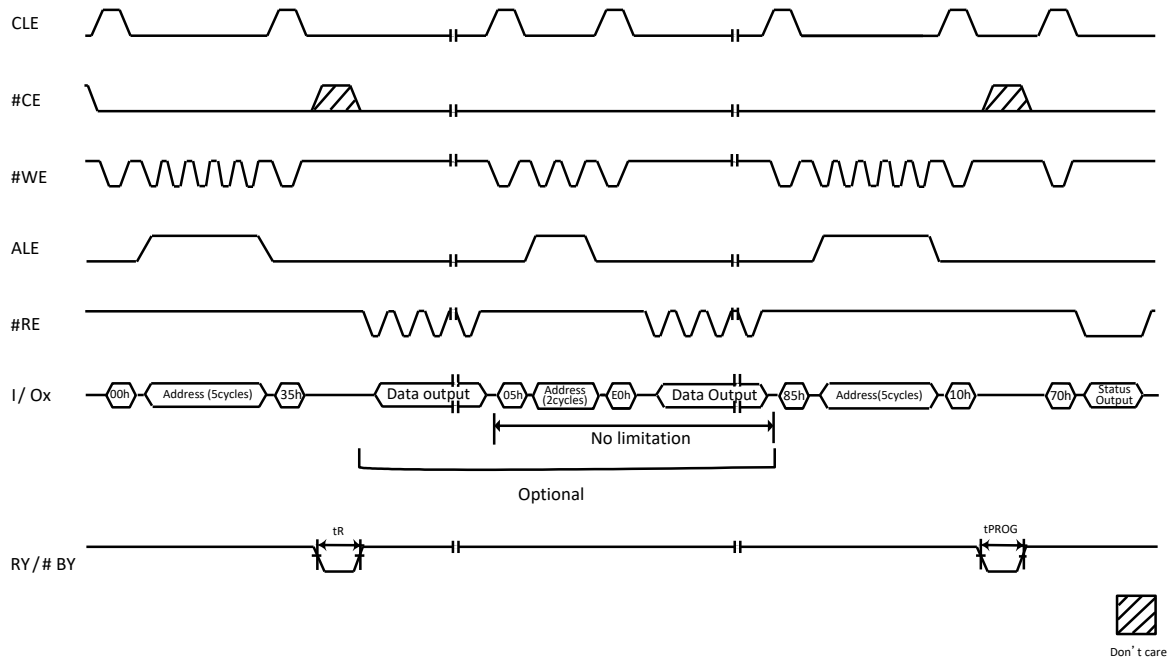 CLE
#CE
#WE
ALE
#RE
I/Ox 00h Address (5cycles) 35h Data output 05h Address (2cycles) E0h Data Output 85h Address(5cycles) 10h 70h Status Output
No limitation
Optional
tR tPROG
RY/# BY
Don't care